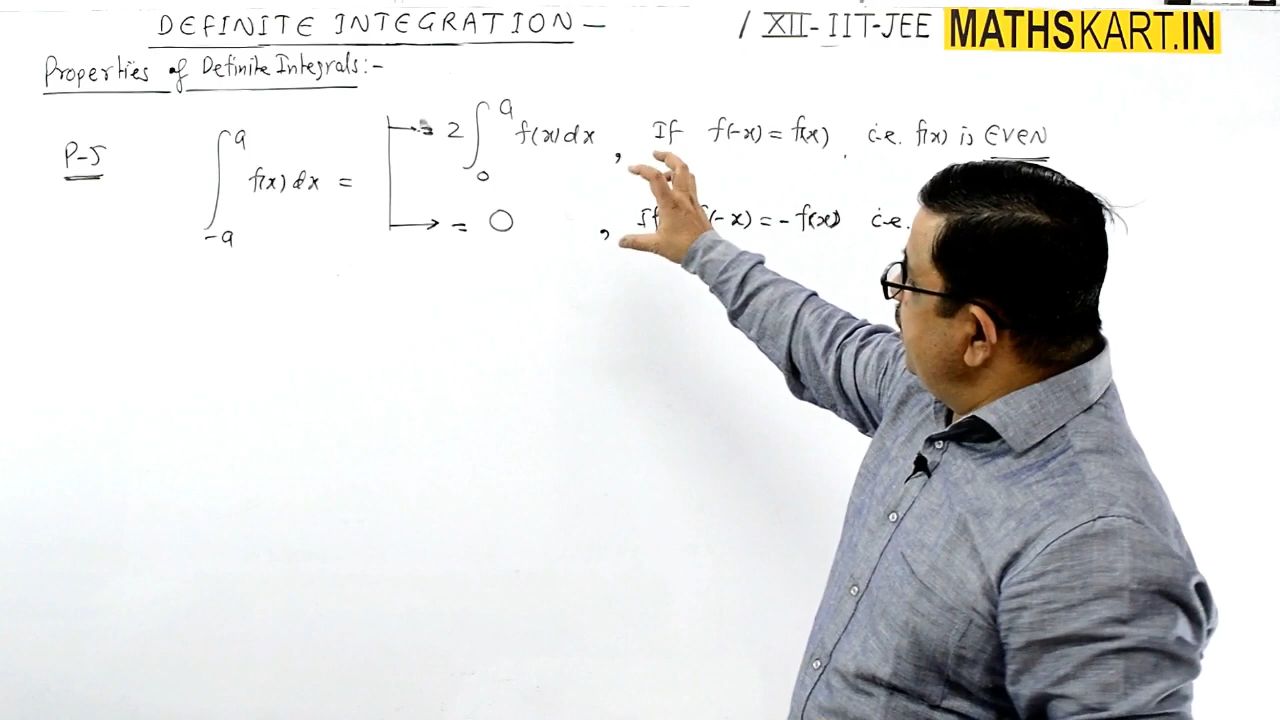 DEFINITE INTEGRATION - / XII - IIT-JEE MATHSKART.IN
Properties of Definite Integrals:-
P-5 ∫_{-a}^{a} f(x) dx =
→ = 2 ∫_0^a f(x) dx , If f(-x) = f(x) , i.e. f(x) is EVEN
→ = 0 , If f(-x) = - f(x) i.e.